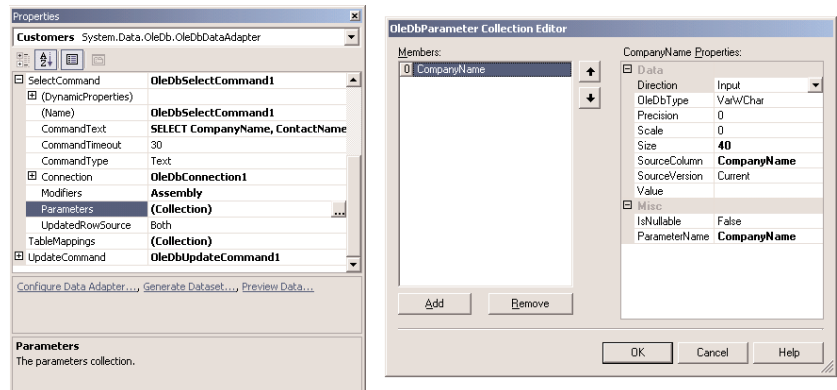 Properties
Customers System.Data.OleDb.OleDbDataAdapter
SelectCommand OleDbSelectCommand1
(DynamicProperties)
(Name) OleDbSelectCommand1
CommandText SELECT CompanyName, ContactName
CommandTimeout 30
CommandType Text
Connection OleDbConnection1
Modifiers Assembly
Parameters (Collection) ...
UpdatedRowSource Both
TableMappings (Collection)
UpdateCommand OleDbUpdateCommand1
Configure Data Adapter..., Generate Dataset..., Preview Data...
Parameters
The parameters collection.
OleDbParameter Collection Editor
Members:
0 CompanyName
Add Remove
CompanyName Properties:
Data
Direction Input
OleDbType VarWChar
Precision 0
Scale 0
Size 40
SourceColumn CompanyName
SourceVersion Current
Value
Misc
IsNullable False
ParameterName CompanyName
OK Cancel Help